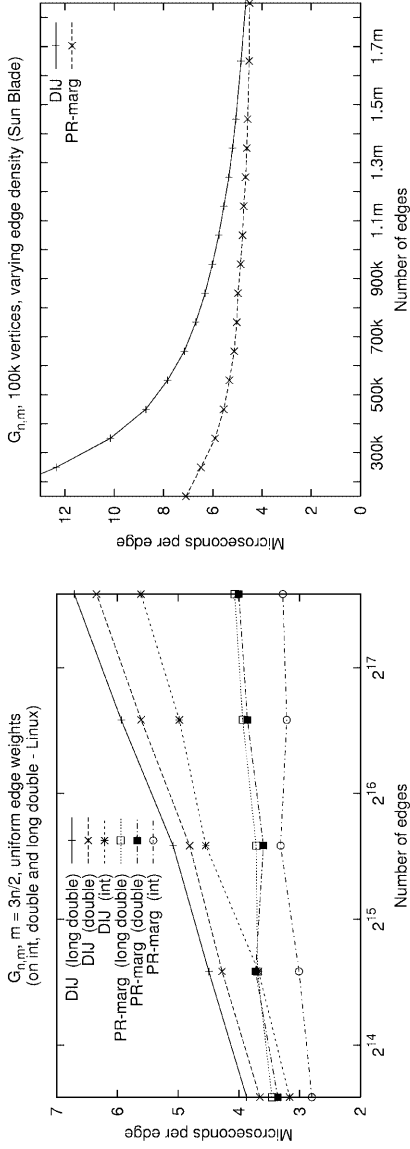 G_{n,m}, m = 3n/2, uniform edge weights
(on int, double and long double - Linux)
7
6
5
4
3
2
Microseconds per edge
DIJ (long double)
DIJ (double)
DIJ (int)
PR-marg (long double)
PR-marg (double)
PR-marg (int)
2^14
2^15
2^16
2^17
Number of edges
G_{n,m}, 100k vertices, varying edge density (Sun Blade)
12
10
8
6
4
2
0
Microseconds per edge
DIJ
PR-marg
300k
500k
700k
900k
1.1m
1.3m
1.5m
1.7m
Number of edges